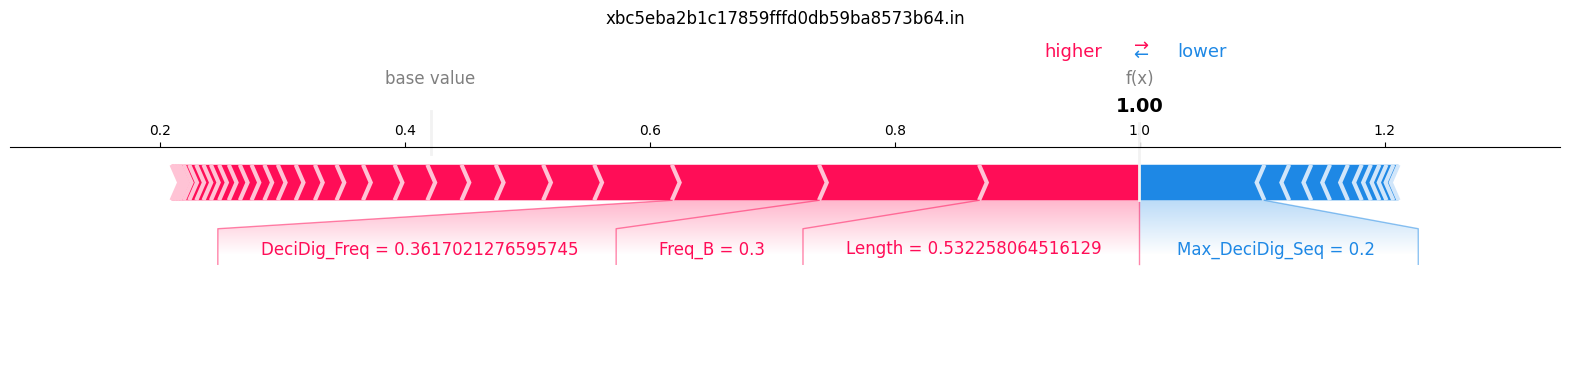 xbc5eba2b1c17859fffd0db59ba8573b64.in
higher ⇄ lower
base value f(x)
1.00
0.2 0.4 0.6 0.8 1.0 1.2
DeciDig_Freq = 0.3617021276595745 Freq_B = 0.3 Length = 0.532258064516129 Max_DeciDig_Seq = 0.2